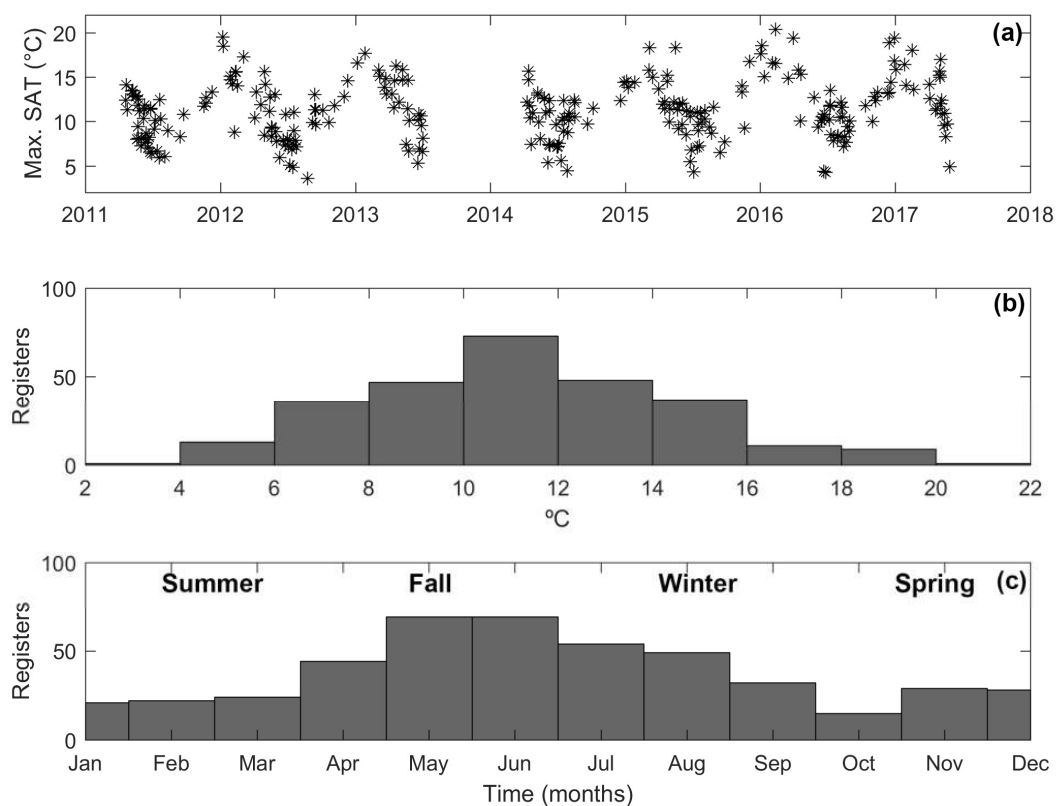 (a)
Max. SAT (°C)
20
15
10
5
2011 2012 2013 2014 2015 2016 2017 2018
(b)
Registers
100
50
0
2 4 6 8 10 12 14 16 18 20 22
ºC
Summer Fall Winter Spring (c)
Registers
100
50
0
Jan Feb Mar Apr May Jun Jul Aug Sep Oct Nov Dec
Time (months)